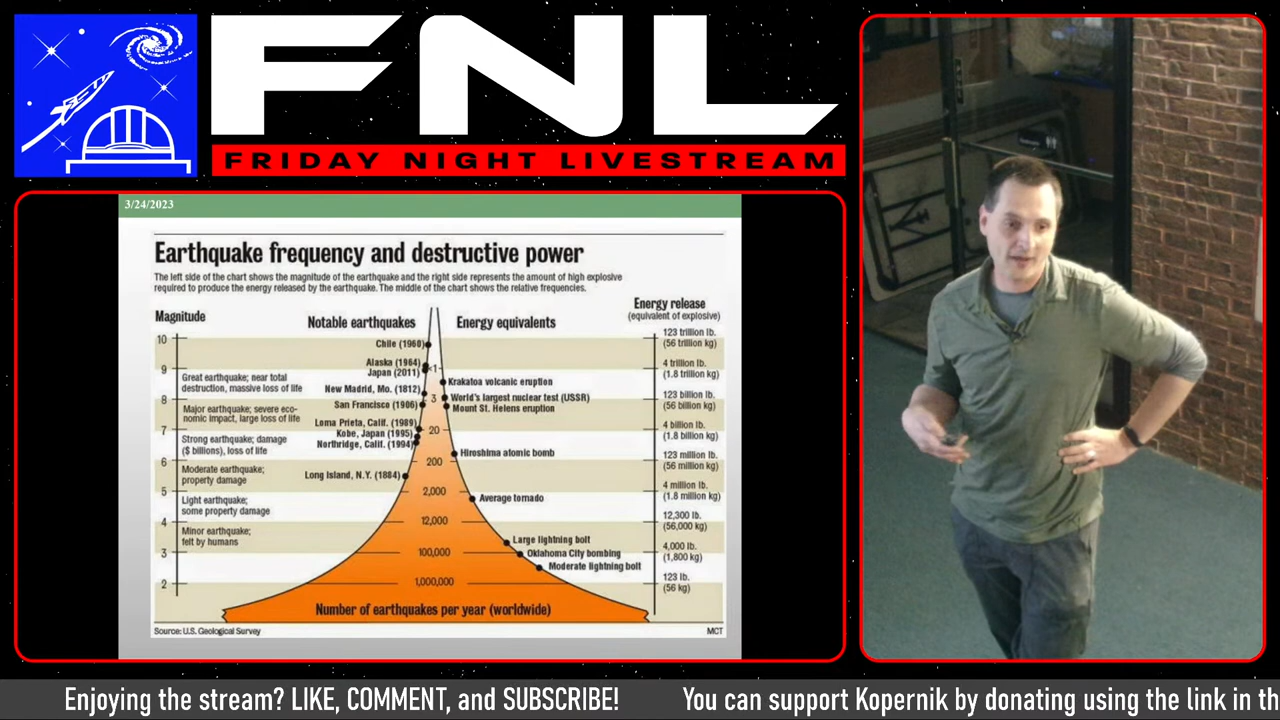 FNL
FRIDAY NIGHT LIVESTREAM
3/24/2023
Earthquake frequency and destructive power
The left side of the chart shows the magnitude of the earthquake and the right side represents the amount of high explosive
required to produce the energy released by the earthquake. The middle of the chart shows the relative frequencies.
Magnitude
Notable earthquakes
Energy equivalents
Energy release
(equivalent of explosive)
10
9
8
7
6
5
4
3
2
Great earthquake; near total
destruction, massive loss of life
Major earthquake; severe eco-
nomic impact, large loss of life
Strong earthquake; damage
($ billions), loss of life
Moderate earthquake;
property damage
Light earthquake;
some property damage
Minor earthquake;
felt by humans
Chile (1960)
Alaska (1964)
Japan (2011)
New Madrid, Mo. (1812)
San Francisco (1906)
Loma Prieta, Calif. (1989)
Kobe, Japan (1995)
Northridge, Calif. (1994)
Long Island, N.Y. (1884)
<1
3
20
200
2,000
12,000
100,000
1,000,000
Number of earthquakes per year (worldwide)
Krakatoa volcanic eruption
World's largest nuclear test (USSR)
Mount St. Helens eruption
Hiroshima atomic bomb
Average tornado
Large lightning bolt
Oklahoma City bombing
Moderate lightning bolt
123 trillion lb.
(56 trillion kg)
4 trillion lb.
(1.8 trillion kg)
123 billion lb.
(56 billion kg)
4 billion lb.
(1.8 billion kg)
123 million lb.
(56 million kg)
4 million lb.
(1.8 million kg)
12,300 lb.
(56,000 kg)
4,000 lb.
(1,800 kg)
123 lb.
(56 kg)
Source: U.S. Geological Survey
MCT
Enjoying the stream? LIKE, COMMENT, and SUBSCRIBE!
You can support Kopernik by donating using the link in th